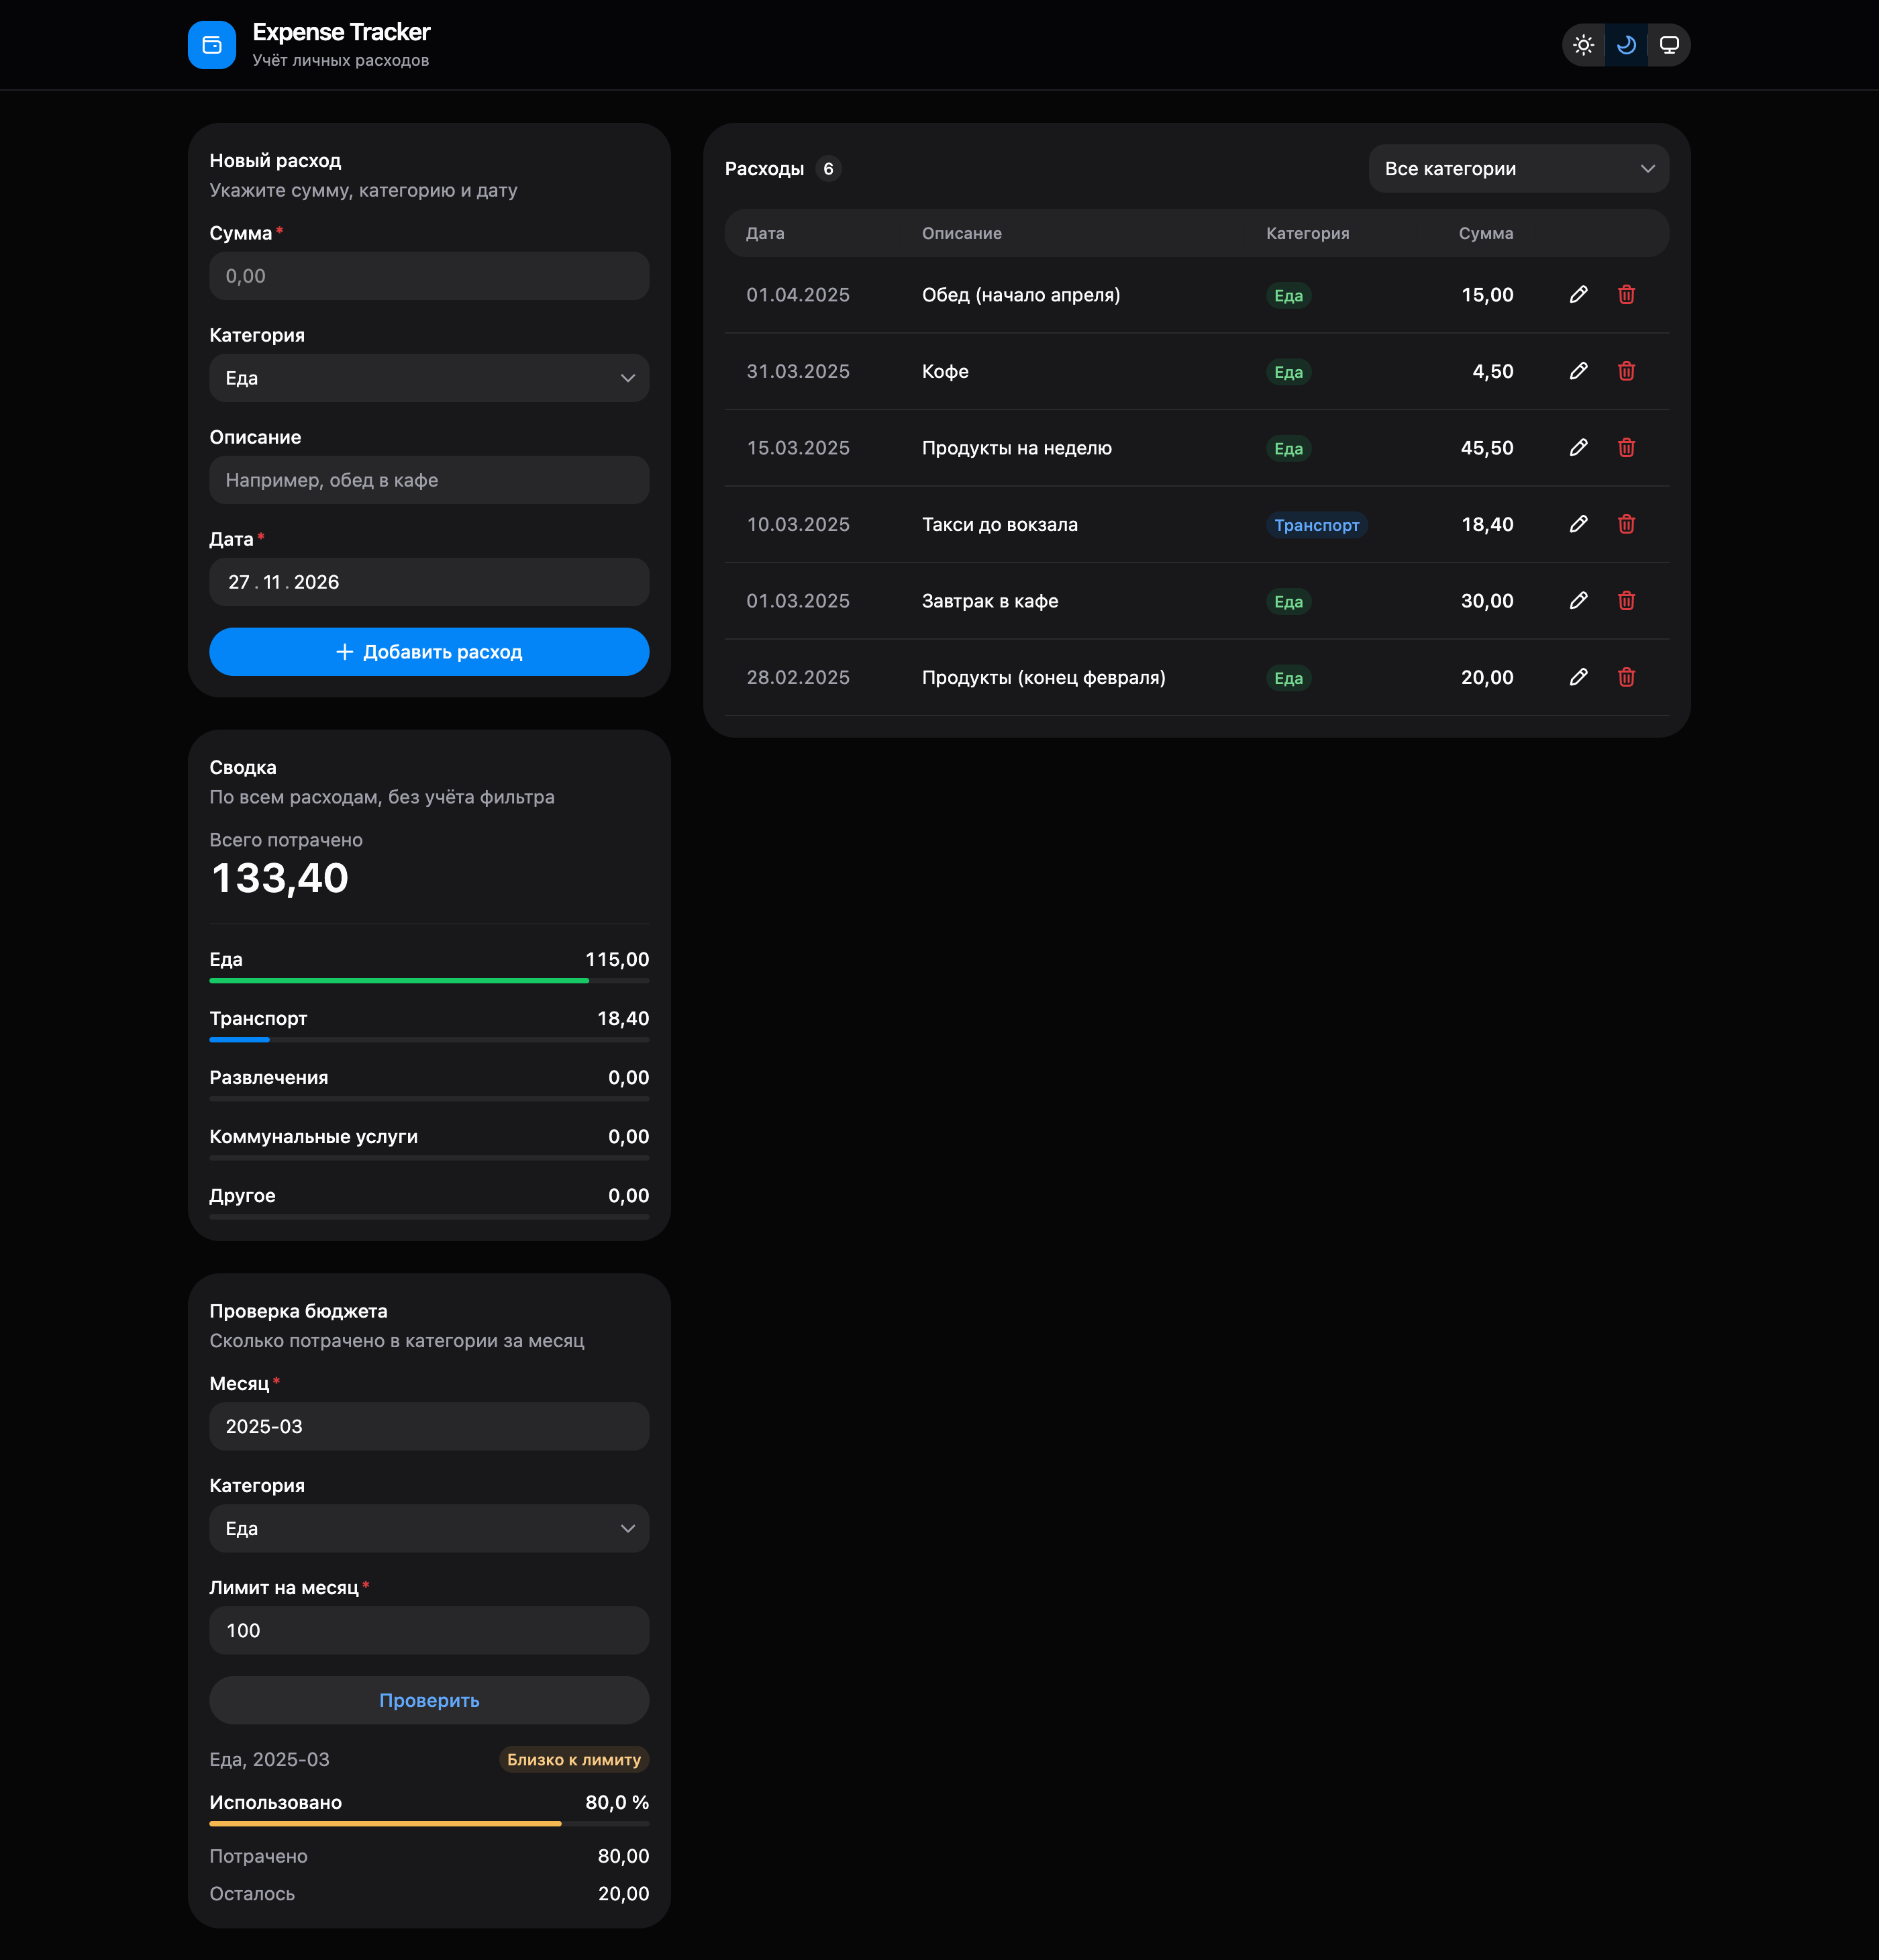 Expense Tracker
Учёт личных расходов
Новый расход
Укажите сумму, категорию и дату
Сумма*
0,00
Категория
Еда
Описание
Например, обед в кафе
Дата*
27.11.2026
+ Добавить расход
Сводка
По всем расходам, без учёта фильтра
Всего потрачено
133,40
Еда 115,00
Транспорт 18,40
Развлечения 0,00
Коммунальные услуги 0,00
Другое 0,00
Проверка бюджета
Сколько потрачено в категории за месяц
Месяц*
2025-03
Категория
Еда
Лимит на месяц*
100
Проверить
Еда, 2025-03 Близко к лимиту
Использовано 80,0 %
Потрачено 80,00
Осталось 20,00
Расходы 6 Все категории
Дата Описание Категория Сумма
01.04.2025 Обед (начало апреля) Еда 15,00
31.03.2025 Кофе Еда 4,50
15.03.2025 Продукты на неделю Еда 45,50
10.03.2025 Такси до вокзала Транспорт 18,40
01.03.2025 Завтрак в кафе Еда 30,00
28.02.2025 Продукты (конец февраля) Еда 20,00